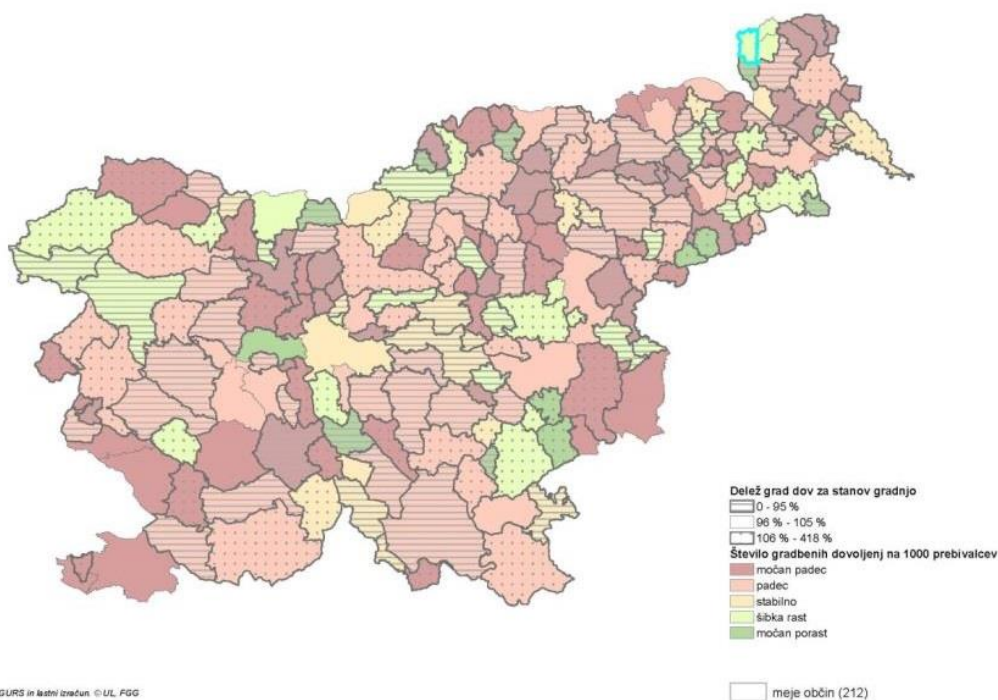 Delež grad dov za stanov gradnjo
0 - 95 %
96 % - 105 %
106 % - 418 %
Število gradbenih dovoljenj na 1000 prebivalcev
močan padec
padec
stabilno
šibka rast
močan porast
GURS in lastni izračun. © UL, FGG
meje občin (212)